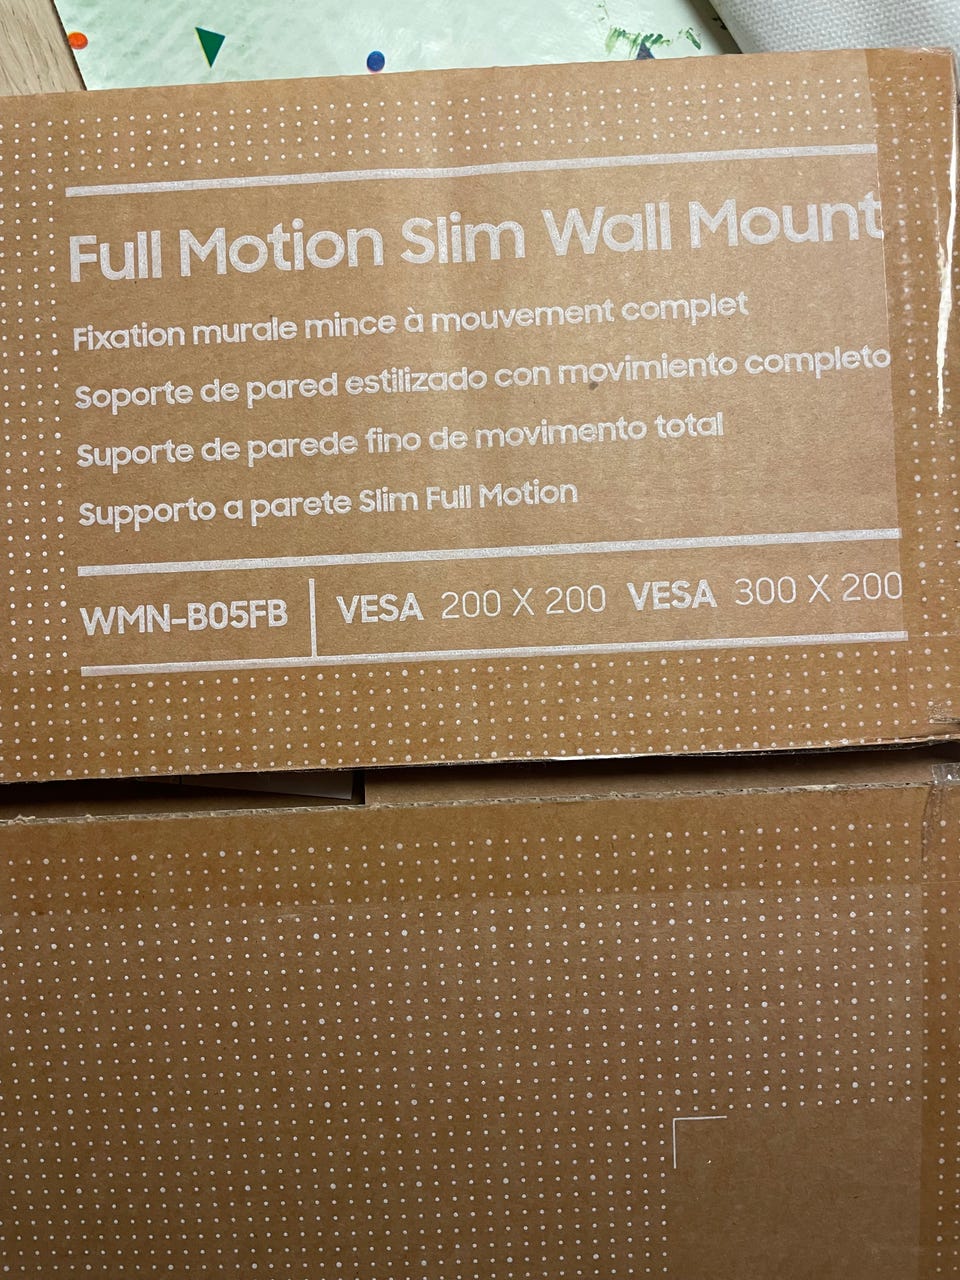 Full Motion Slim Wall Mount
Fixation murale mince à mouvement complet
Soporte de pared estilizado con movimiento completo
Suporte de parede fino de movimento total
Supporto a parete Slim Full Motion
WMN-B05FB VESA 200 X 200 VESA 300 X 200